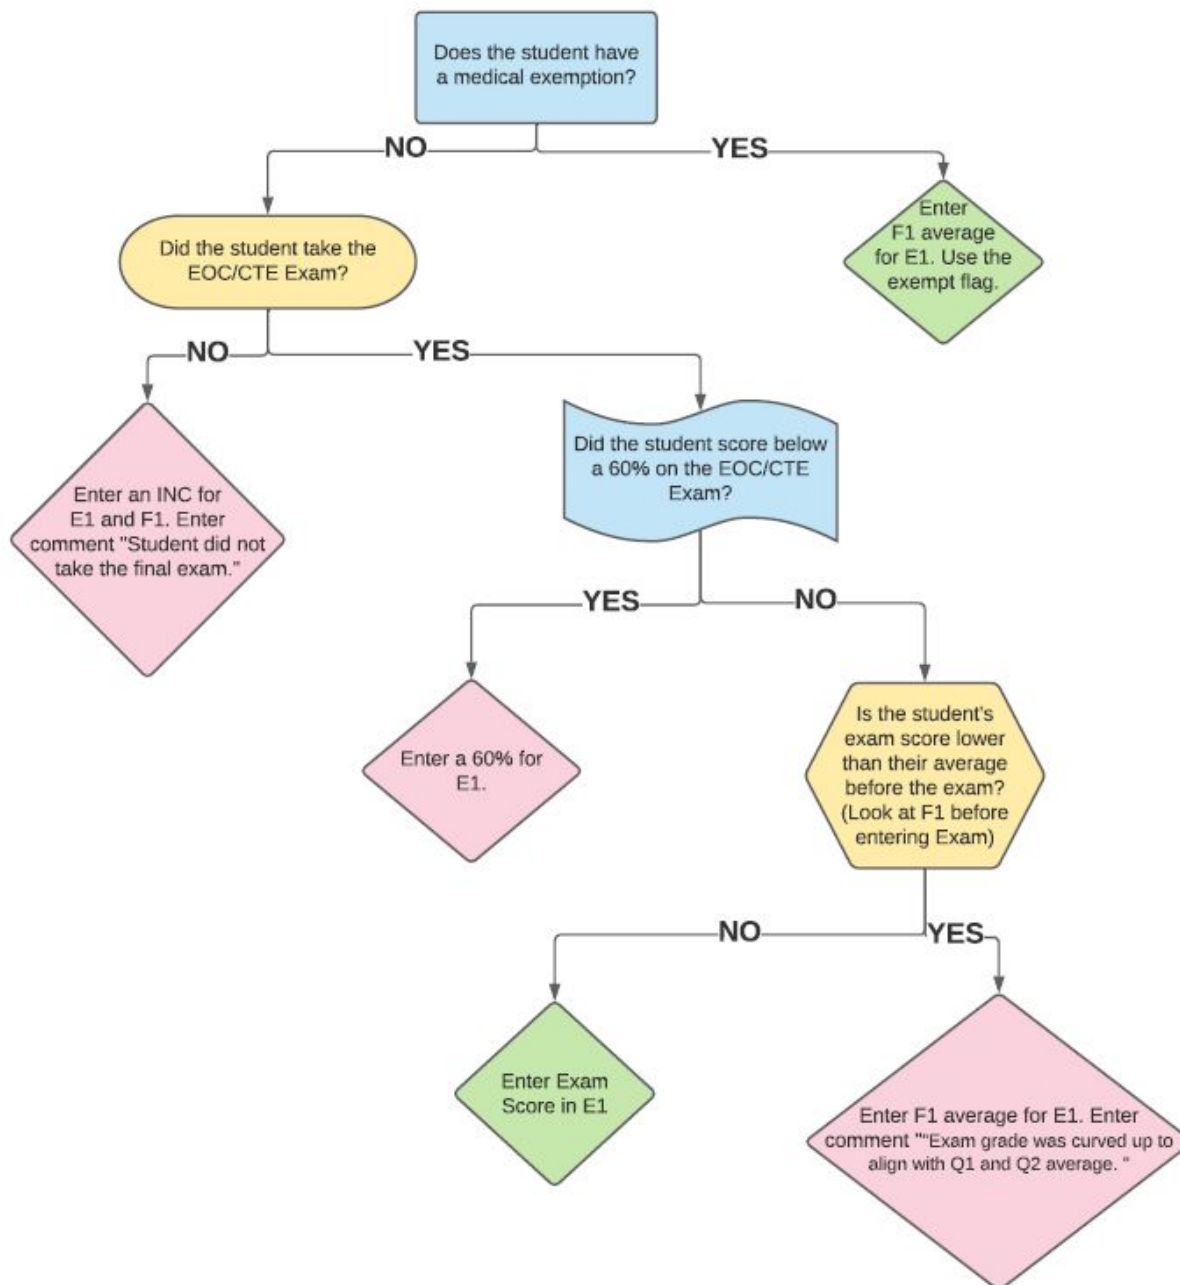 Does the student have
a medical exemption?
NO
YES
Enter
F1 average
for E1. Use the
exempt flag.
Did the student take the
EOC/CTE Exam?
NO
YES
Did the student score below
a 60% on the EOC/CTE
Exam?
Enter an INC for
E1 and F1. Enter
comment "Student did not
take the final exam."
YES
NO
Is the student's
exam score lower
than their average
before the exam?
(Look at F1 before
entering Exam)
Enter a 60% for
E1.
NO
YES
Enter Exam
Score in E1
Enter F1 average for E1. Enter
comment ""Exam grade was curved up to
align with Q1 and Q2 average. "